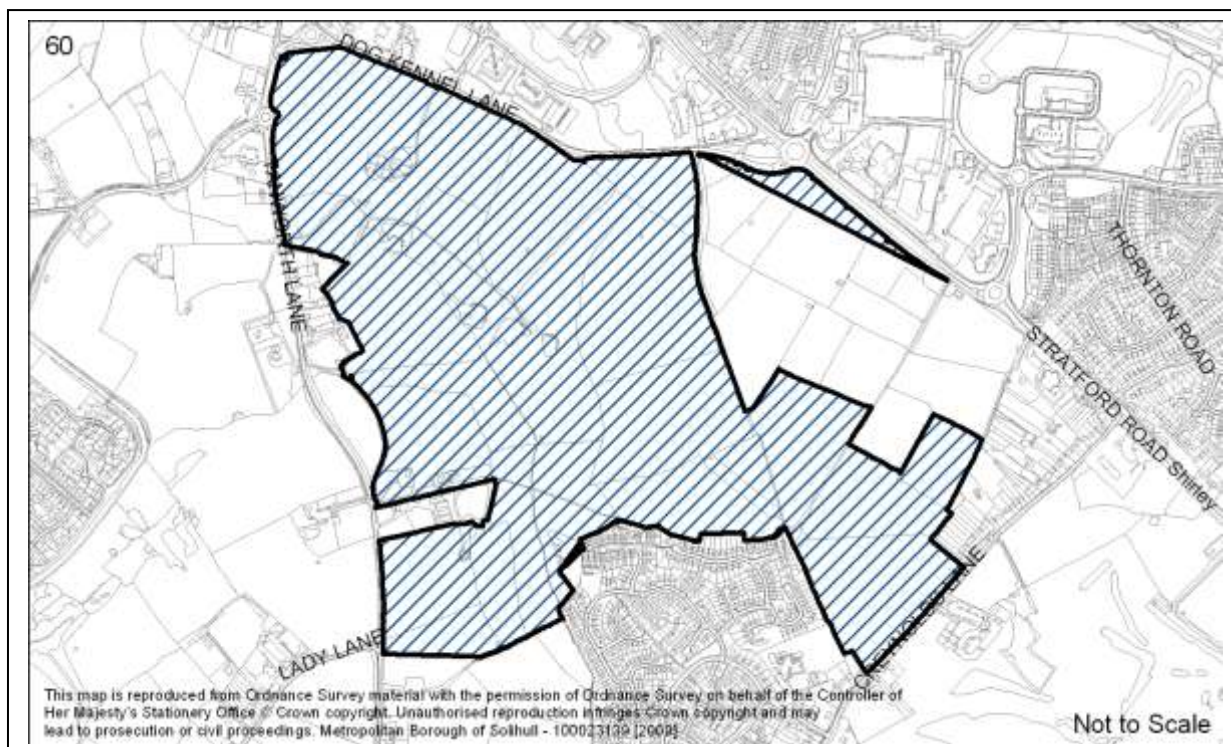 60
DOG KENNEL LANE
TANWORTH LANE
THORNTON ROAD
STRATFORD ROAD Shirley
LANE
LADY LANE
This map is reproduced from Ordnance Survey material with the permission of Ordnance Survey on behalf of the Controller of
Her Majesty's Stationery Office © Crown copyright. Unauthorised reproduction infringes Crown copyright and may
lead to prosecution or civil proceedings. Metropolitan Borough of Solihull - 100023139 [2009]
Not to Scale